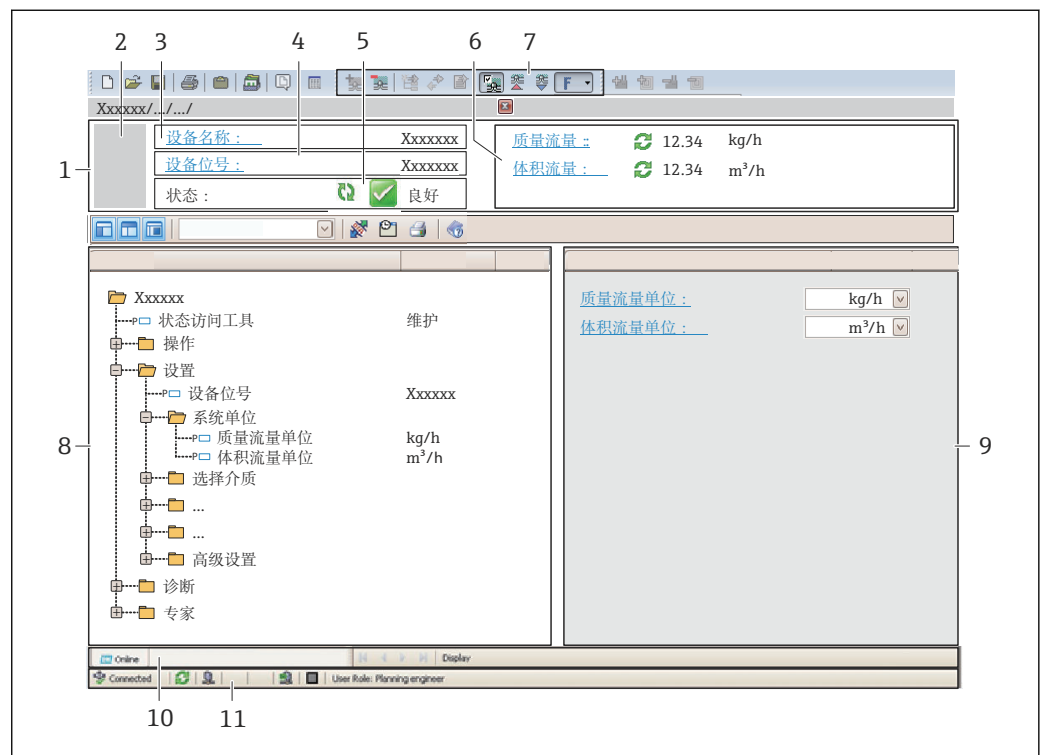 2 3 4 5 6 7
F
Xxxxxx/.../.../
1
设备名称： Xxxxxxx
设备位号： Xxxxxxx
状态： 良好
质量流量：: 12.34 kg/h
体积流量： 12.34 m³/h
8
Xxxxxx
P 状态访问工具 维护
操作
设置
P 设备位号 Xxxxxx
系统单位
P 质量流量单位 kg/h
P 体积流量单位 m³/h
选择介质
...
...
高级设置
诊断
专家
质量流量单位： kg/h
体积流量单位： m³/h
9
Online Display
Connected User Role: Planning engineer
10 11